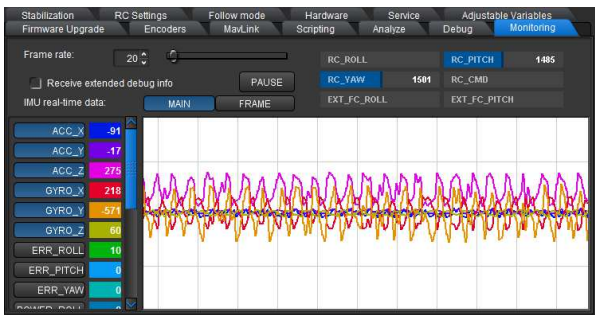 Stabilization RC Settings Follow mode Hardware Service Adjustable Variables
Firmware Upgrade Encoders MavLink Scripting Analyze Debug Monitoring
Frame rate: 20
RC_ROLL RC_PITCH 1485
RC_YAW 1501 RC_CMD
Receive extended debug info PAUSE
EXT_FC_ROLL EXT_FC_PITCH
IMU real-time data: MAIN FRAME
ACC_X -91
ACC_Y -17
ACC_Z 275
GYRO_X 218
GYRO_Y -571
GYRO_Z 60
ERR_ROLL 10
ERR_PITCH 0
ERR_YAW 0
POWER_ROLL 0